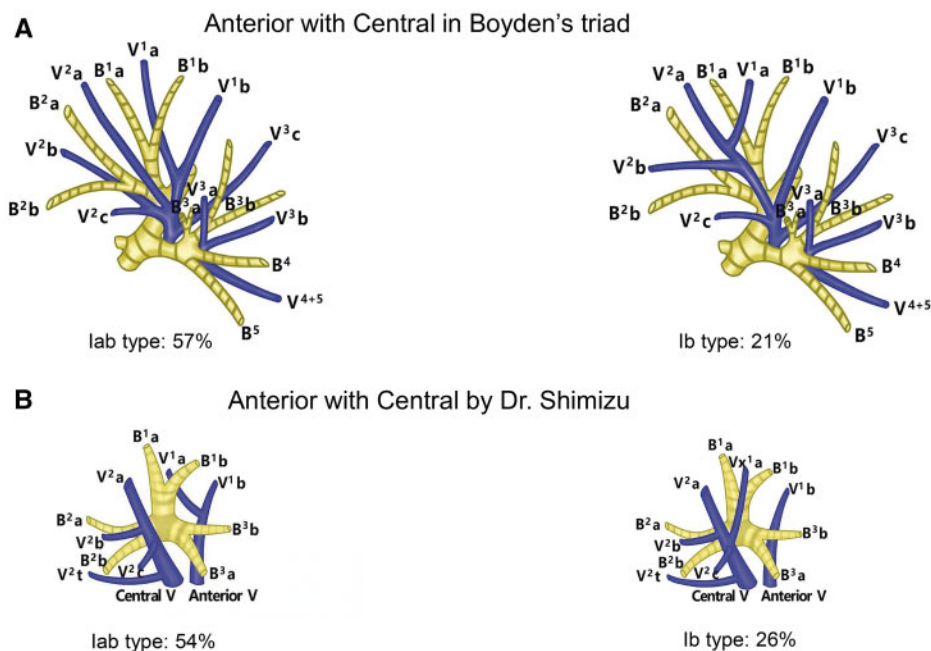 A
Anterior with Central in Boyden's triad
V¹a
V²a B¹a B¹b
V¹b
B²a
V³c
V²b
V³a
B²b B³a B³b
V²c V³b
B⁴
V⁴⁺⁵
B⁵
Iab type: 57%
V²a B¹a V¹a B¹b
V¹b
B²a
V³c
V²b
V³a
B²b B³a B³b
V²c V³b
B⁴
V⁴⁺⁵
B⁵
Ib type: 21%
B
Anterior with Central by Dr. Shimizu
B¹a
V¹a B¹b
V²a V¹b
B²a
B³b
V²b
B²b
V²t V²c B³a
Central V Anterior V
Iab type: 54%
B¹a
Vx¹a B¹b
V²a V¹b
B²a
B³b
V²b
B²b
V²t V²c B³a
Central V Anterior V
Ib type: 26%